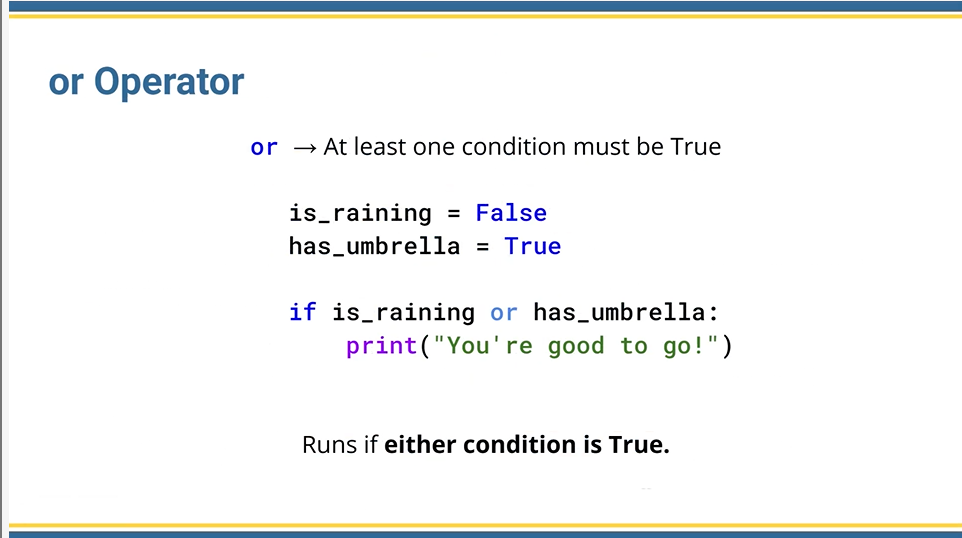 or Operator
or → At least one condition must be True
is_raining = False
has_umbrella = True
if is_raining or has_umbrella:
    print("You're good to go!")
Runs if either condition is True.